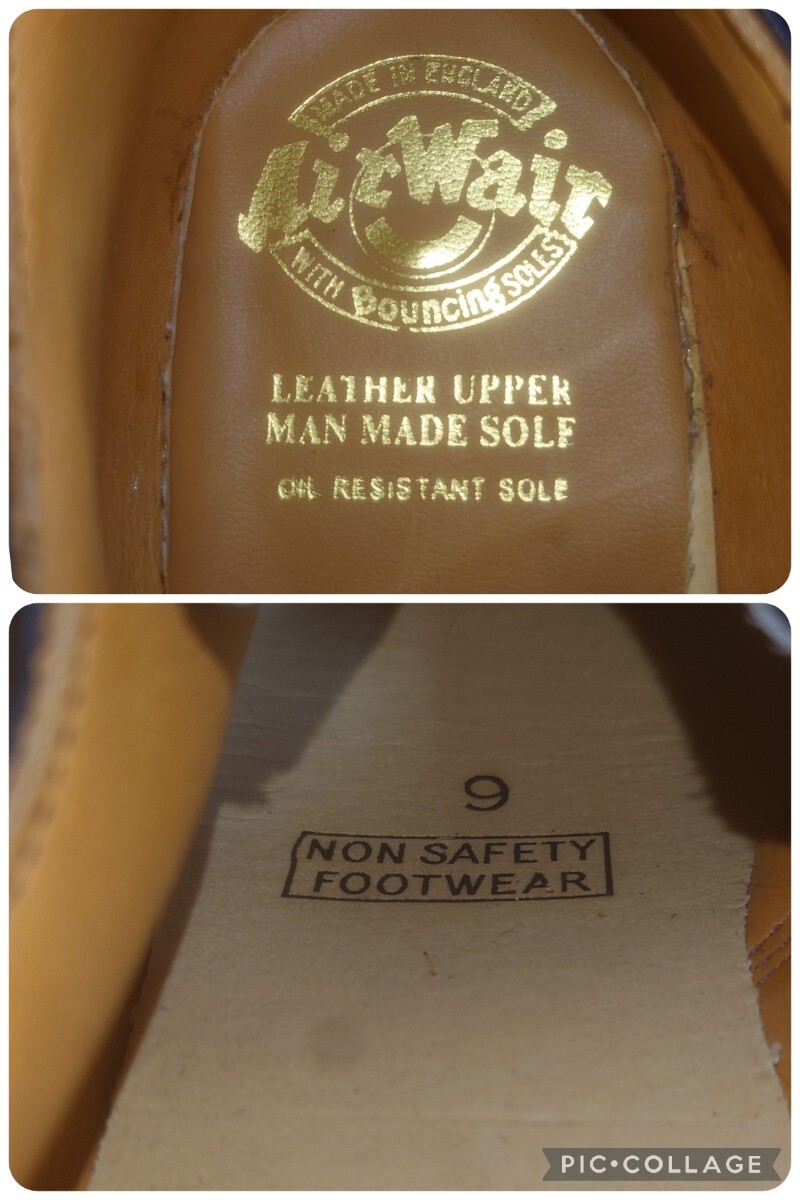 MADE IN ENGLAND
AirWair
WITH Bouncing SOLES
LEATHER UPPER
MAN MADE SOLE
OIL RESISTANT SOLE
9
NON SAFETY
FOOTWEAR
PIC•COLLAGE